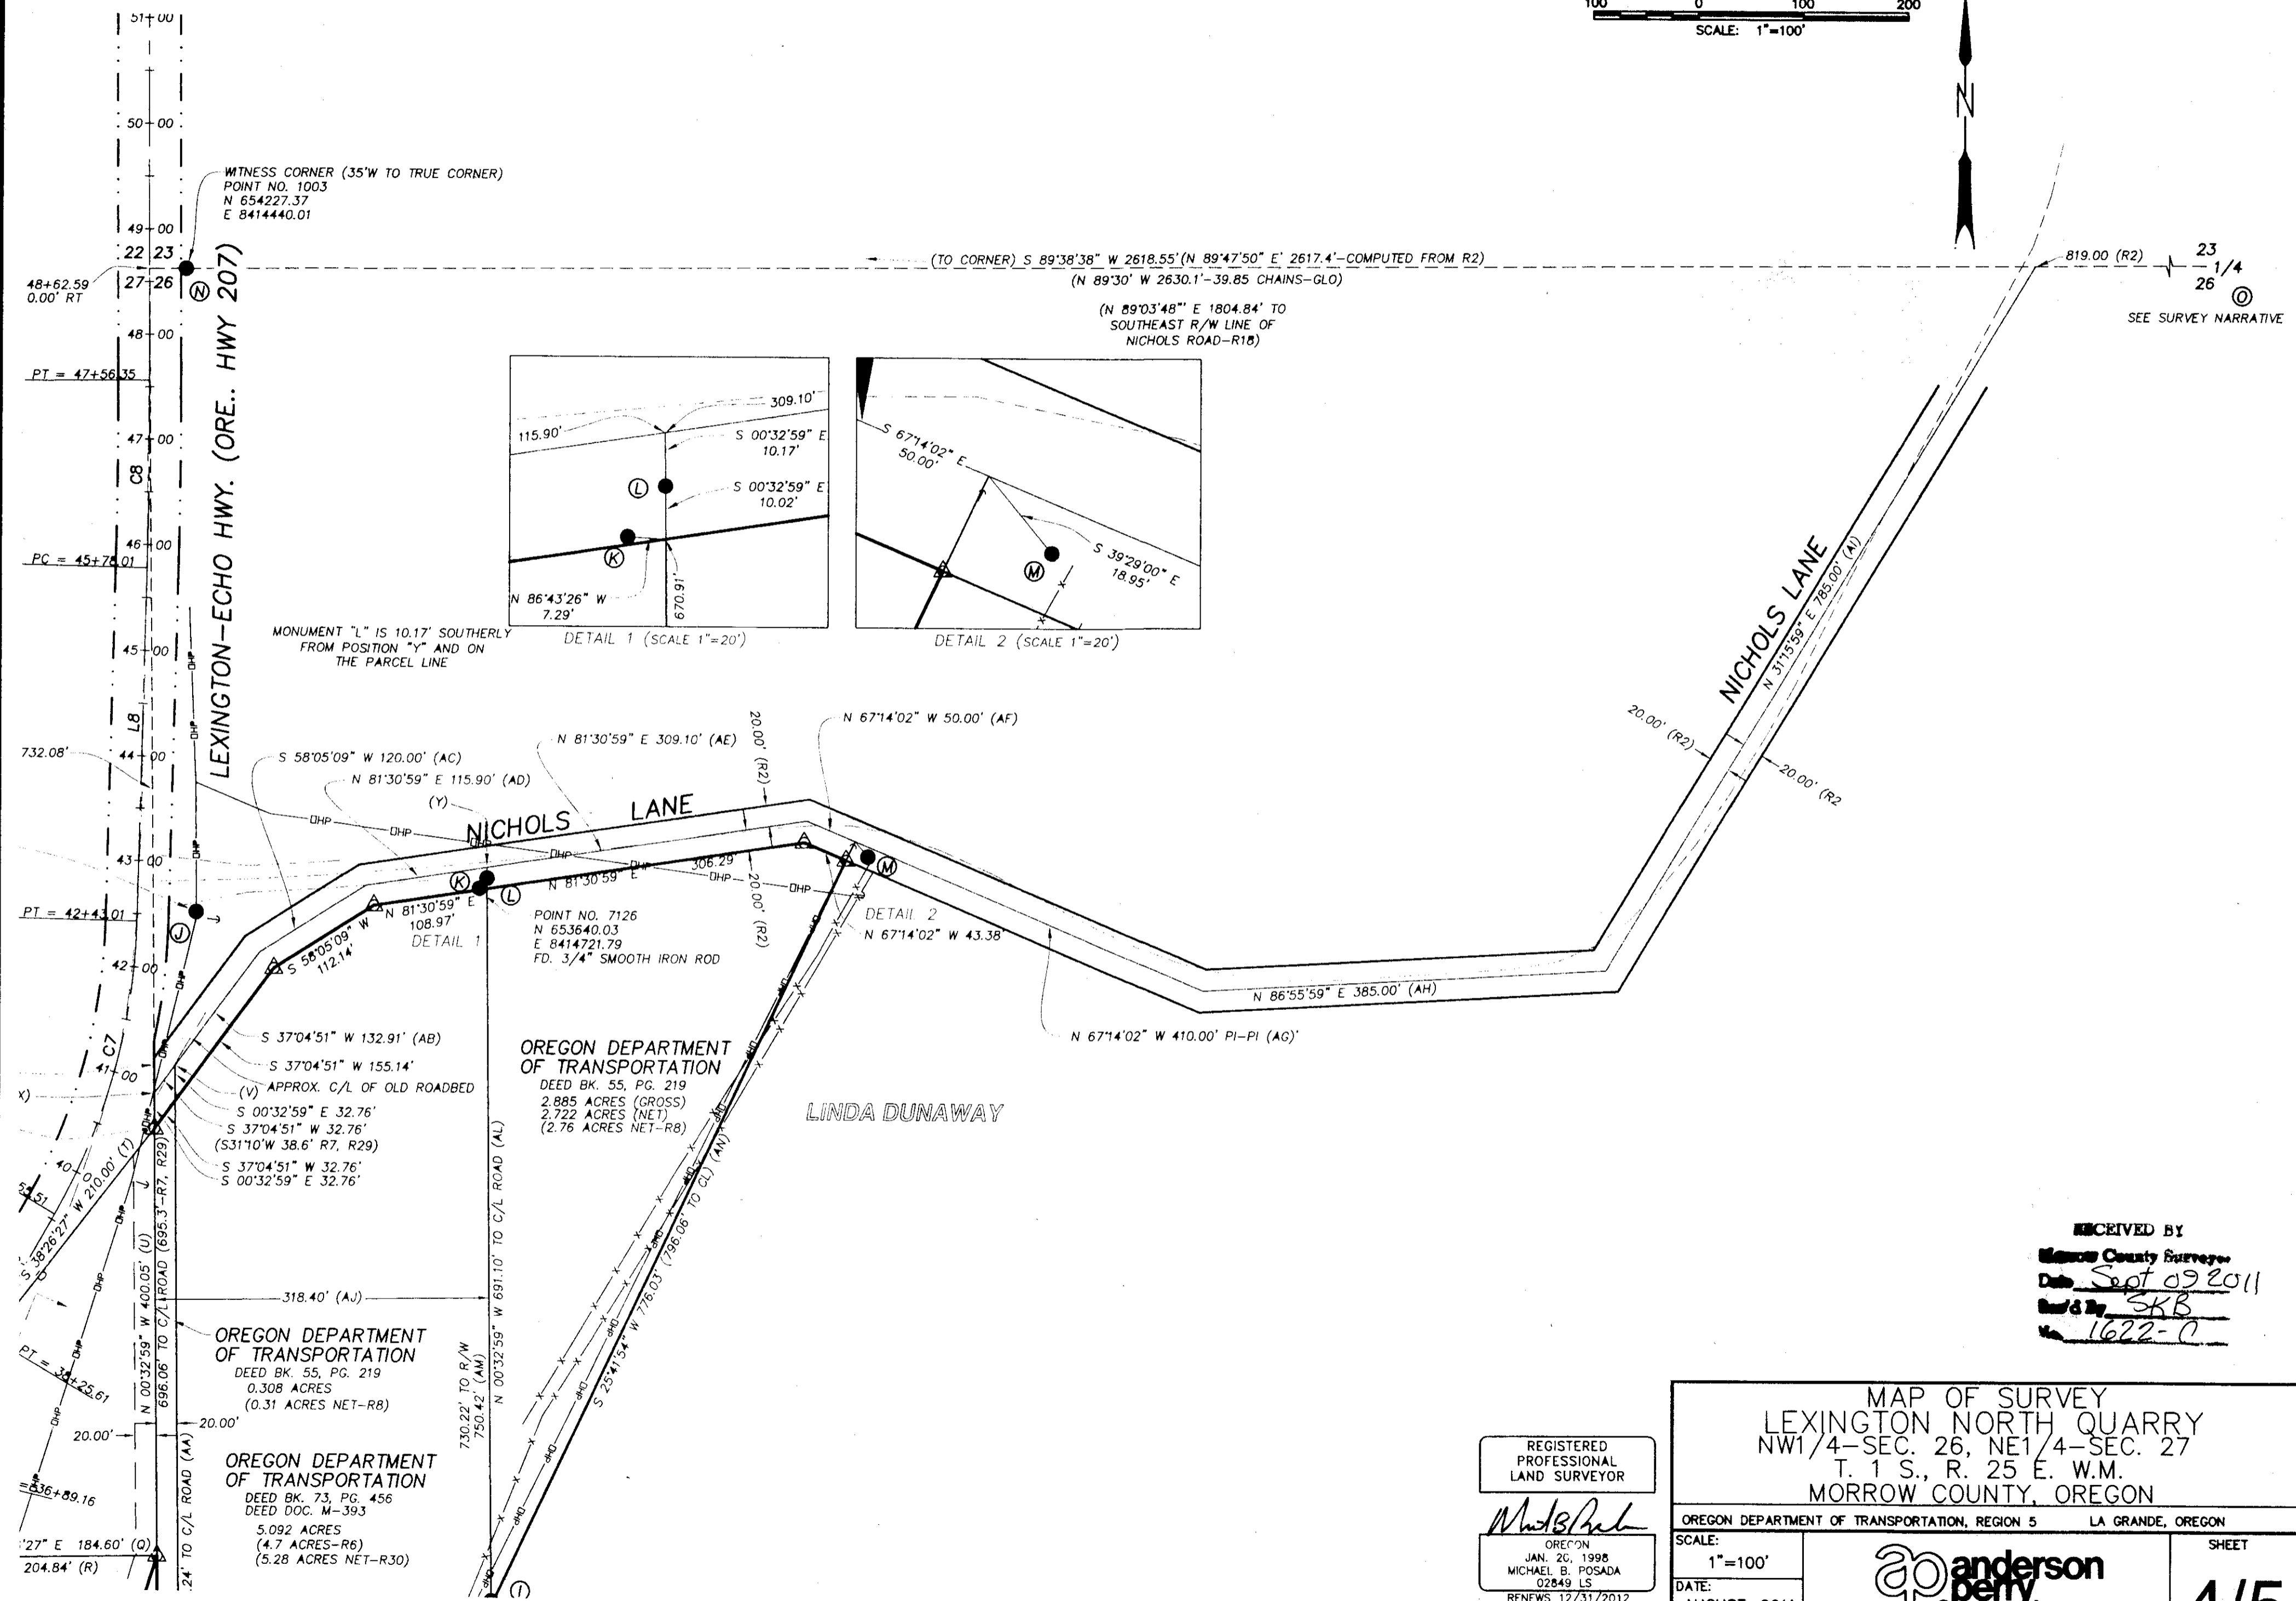 100 0 100 200
SCALE: 1"=100'
N
51+00
50+00
WITNESS CORNER (35'W TO TRUE CORNER)
POINT NO. 1003
N 654227.37
E 8414440.01
49+00
22 23
27 26
N
48+62.59
0.00' RT
48+00
(TO CORNER) S 89°38'38" W 2618.55'(N 89°47'50" E' 2617.4'-COMPUTED FROM R2)
(N 89°30' W 2630.1'-39.85 CHAINS-GLO)
(N 89°03'48"' E 1804.84' TO
SOUTHEAST R/W LINE OF
NICHOLS ROAD-R18)
819.00 (R2)
23
1/4
26
O
SEE SURVEY NARRATIVE
LEXINGTON-ECHO HWY. (ORE.. HWY 207)
PT = 47+56.35
47+00
C8
46+00
PC = 45+78.01
45+00
L8
44+00
732.08'
43+00
PT = 42+43.01
J
42+00
C7
41+00
309.10'
115.90'
S 00°32'59" E
10.17'
L
S 00°32'59" E
10.02'
K
N 86°43'26" W
7.29'
670.91'
DETAIL 1 (SCALE 1"=20')
S 67°14'02" E
50.00'
S 39°29'00" E
18.95'
M
DETAIL 2 (SCALE 1"=20')
MONUMENT "L" IS 10.17' SOUTHERLY
FROM POSITION "Y" AND ON
THE PARCEL LINE
NICHOLS LANE
N 31°15'59" E 785.00' (AI)
20.00' (R2)
20.00' (R2
S 58°05'09" W 120.00' (AC)
N 81°30'59" E 115.90' (AD)
(Y)
N 81°30'59" E 309.10' (AE)
20.00' (R2)
N 67°14'02" W 50.00' (AF)
NICHOLS LANE
OHP OHP OHP OHP OHP OHP OHP
K
L
M
N 81°30'59" E 306.29'
20.00' (R2)
N 81°30'59" E
108.97'
DETAIL 1
S 58°05'09" W
112.14'
POINT NO. 7126
N 653640.03
E 8414721.79
FD. 3/4" SMOOTH IRON ROD
DETAIL 2
N 67°14'02" W 43.38'
N 86°55'59" E 385.00' (AH)
N 67°14'02" W 410.00' PI-PI (AG)'
S 37°04'51" W 132.91' (AB)
S 37°04'51" W 155.14'
(V) APPROX. C/L OF OLD ROADBED
S 00°32'59" E 32.76'
S 37°04'51" W 32.76'
(S31°10'W 38.6' R7, R29)
S 37°04'51" W 32.76'
S 00°32'59" E 32.76'
X)
S 38°26'27" W 210.00' (T)
OREGON DEPARTMENT
OF TRANSPORTATION
DEED BK. 55, PG. 219
2.885 ACRES (GROSS)
2.722 ACRES (NET)
(2.76 ACRES NET-R8)
LINDA DUNAWAY
N 00°32'59" W 400.05' (U)
696.06' TO C/L ROAD (695.3'-R7, R29)
318.40' (AJ)
N 00°32'59" W 691.10' TO C/L ROAD (AL)
730.22' TO R/W
750.42' (AM)
S 25°41'54" W 776.03' (796.06' TO CL) (AN)
OREGON DEPARTMENT
OF TRANSPORTATION
DEED BK. 55, PG. 219
0.308 ACRES
(0.31 ACRES NET-R8)
PT = 38+25.61
20.00'
20.00'
.24' TO C/L ROAD (AA)
OREGON DEPARTMENT
OF TRANSPORTATION
DEED BK. 73, PG. 456
DEED DOC. M-393
5.092 ACRES
(4.7 ACRES-R6)
(5.28 ACRES NET-R30)
36+89.16
'27" E 184.60' (Q)
204.84' (R)
I
RECEIVED BY
Morrow County Surveyor
Date Sept 09 2011
Rec'd By SKB
No. 1622-C
REGISTERED
PROFESSIONAL
LAND SURVEYOR
OREGON
JAN. 20, 1998
MICHAEL B. POSADA
02849 LS
RENEWS 12/31/2012
MAP OF SURVEY
LEXINGTON NORTH QUARRY
NW1/4-SEC. 26, NE1/4-SEC. 27
T. 1 S., R. 25 E. W.M.
MORROW COUNTY, OREGON
OREGON DEPARTMENT OF TRANSPORTATION, REGION 5 LA GRANDE, OREGON
SCALE:
1"=100'
DATE:
ap anderson
perry
SHEET
4/5